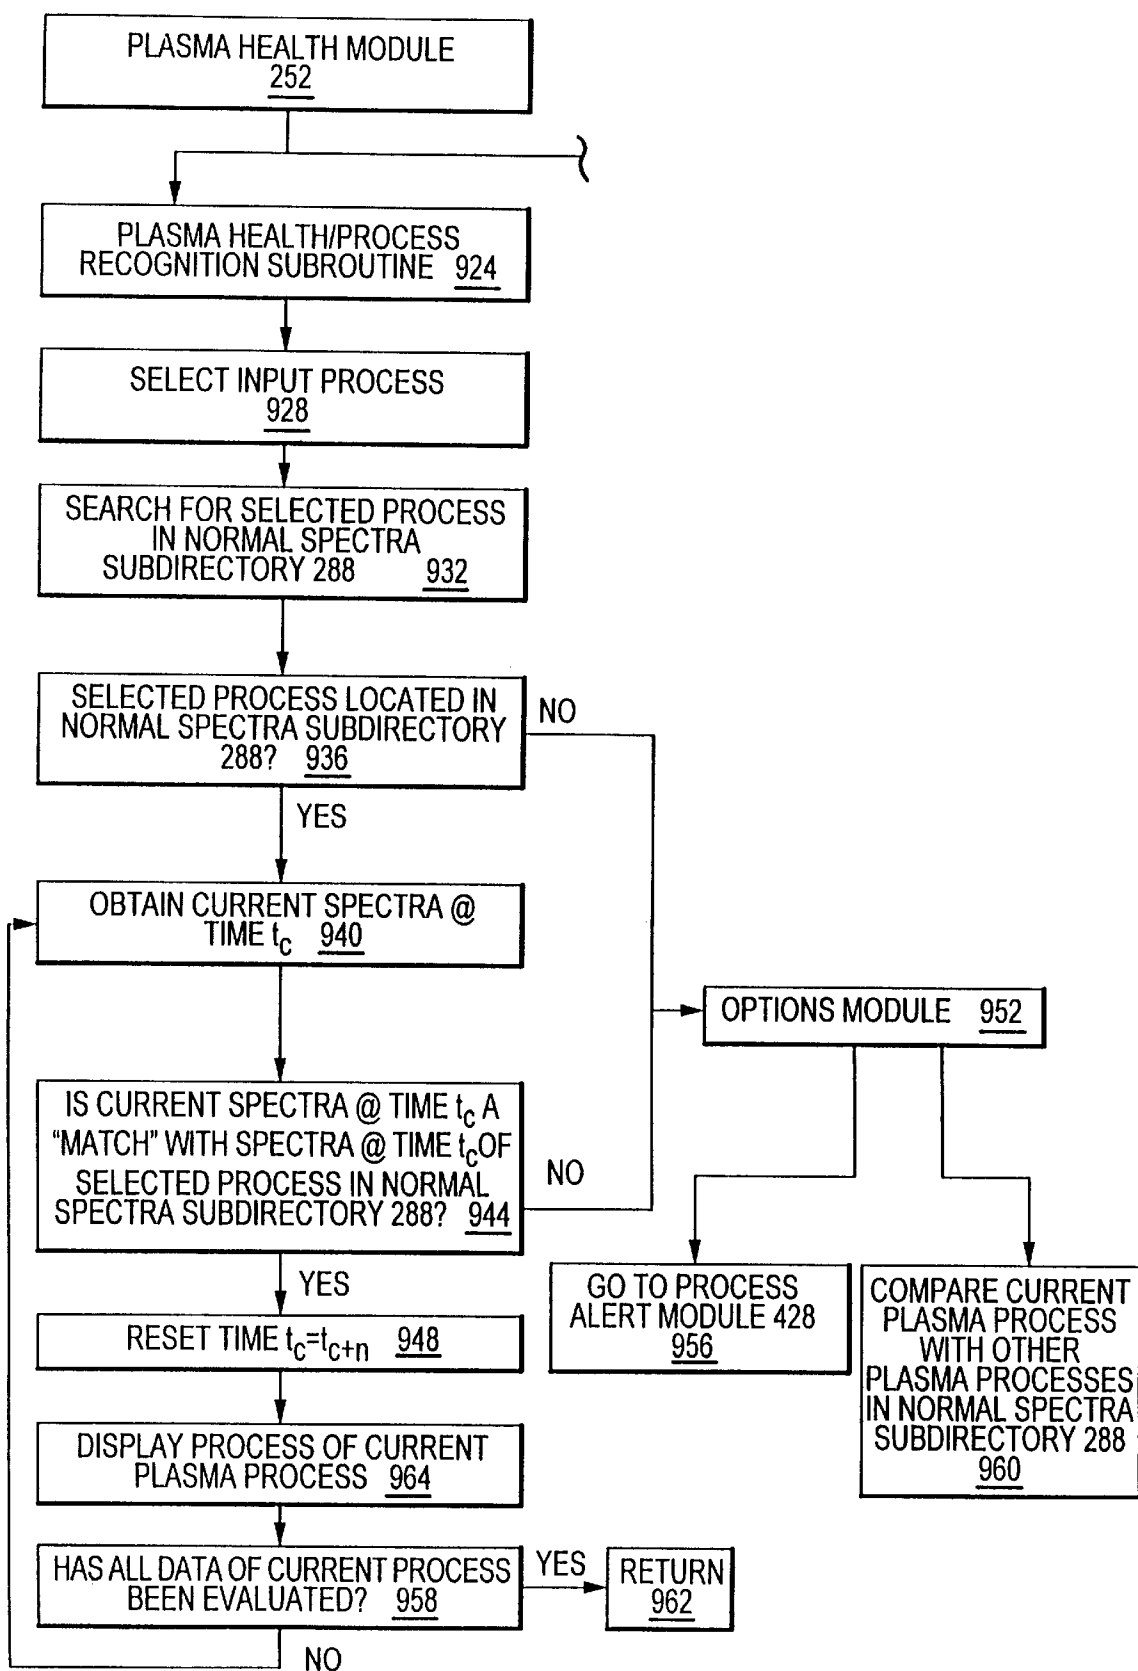 PLASMA HEALTH MODULE
252
PLASMA HEALTH/PROCESS
RECOGNITION SUBROUTINE 924
SELECT INPUT PROCESS
928
SEARCH FOR SELECTED PROCESS
IN NORMAL SPECTRA
SUBDIRECTORY 288 932
SELECTED PROCESS LOCATED IN
NORMAL SPECTRA SUBDIRECTORY
288? 936
NO
YES
OBTAIN CURRENT SPECTRA @
TIME tc 940
OPTIONS MODULE 952
IS CURRENT SPECTRA @ TIME tc A
“MATCH” WITH SPECTRA @ TIME tc OF
SELECTED PROCESS IN NORMAL
SPECTRA SUBDIRECTORY 288? 944
NO
YES
GO TO PROCESS
ALERT MODULE 428
956
COMPARE CURRENT
PLASMA PROCESS
WITH OTHER
PLASMA PROCESSES
IN NORMAL SPECTRA
SUBDIRECTORY 288
960
RESET TIME tc=tc+n 948
DISPLAY PROCESS OF CURRENT
PLASMA PROCESS 964
HAS ALL DATA OF CURRENT PROCESS
BEEN EVALUATED? 958
YES
RETURN
962
NO